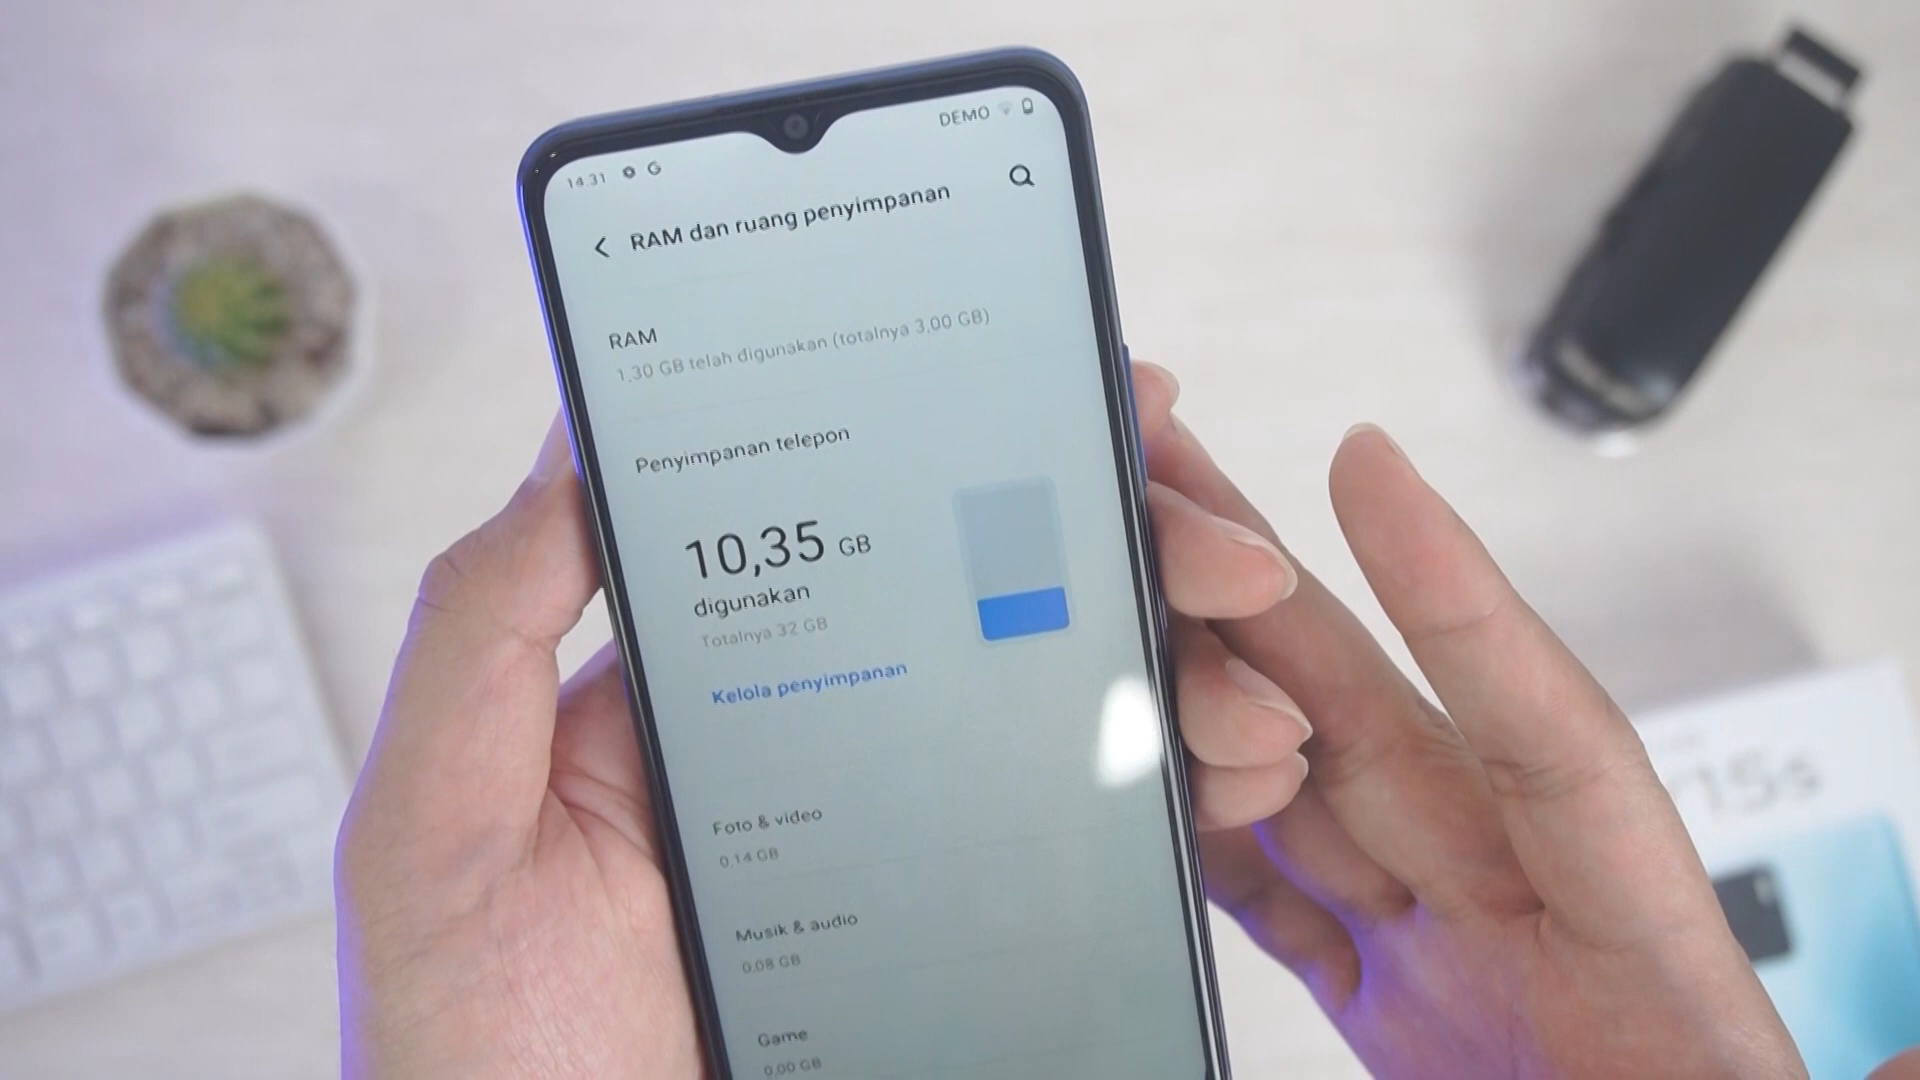 14.31 G DEMO
RAM dan ruang penyimpanan
RAM
1,30 GB telah digunakan (totalnya 3,00 GB)
Penyimpanan telepon
10,35 GB
digunakan
Totalnya 32 GB
Kelola penyimpanan
Foto & video
0,14 GB
Musik & audio
0,08 GB
Game
0,00 GB
15s